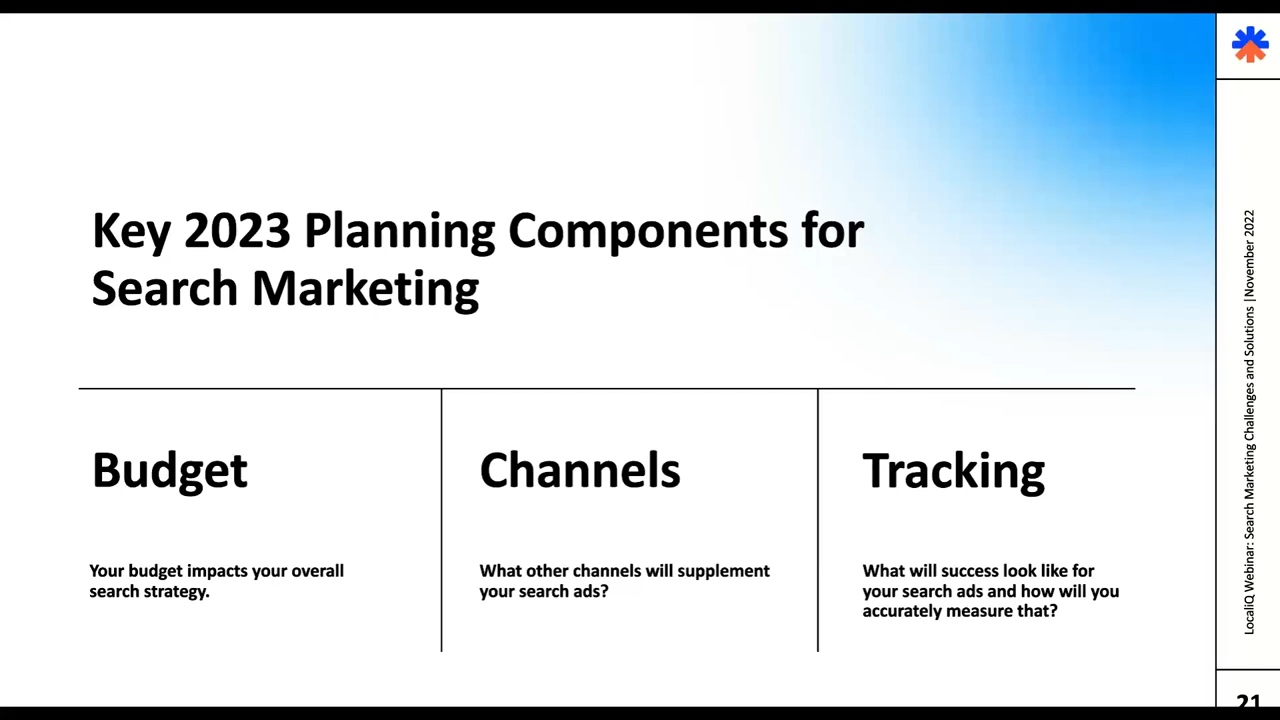 Key 2023 Planning Components for
Search Marketing
Budget
Your budget impacts your overall
search strategy.
Channels
What other channels will supplement
your search ads?
Tracking
What will success look like for
your search ads and how will you
accurately measure that?
LocaliQ Webinar: Search Marketing Challenges and Solutions | November 2022
21